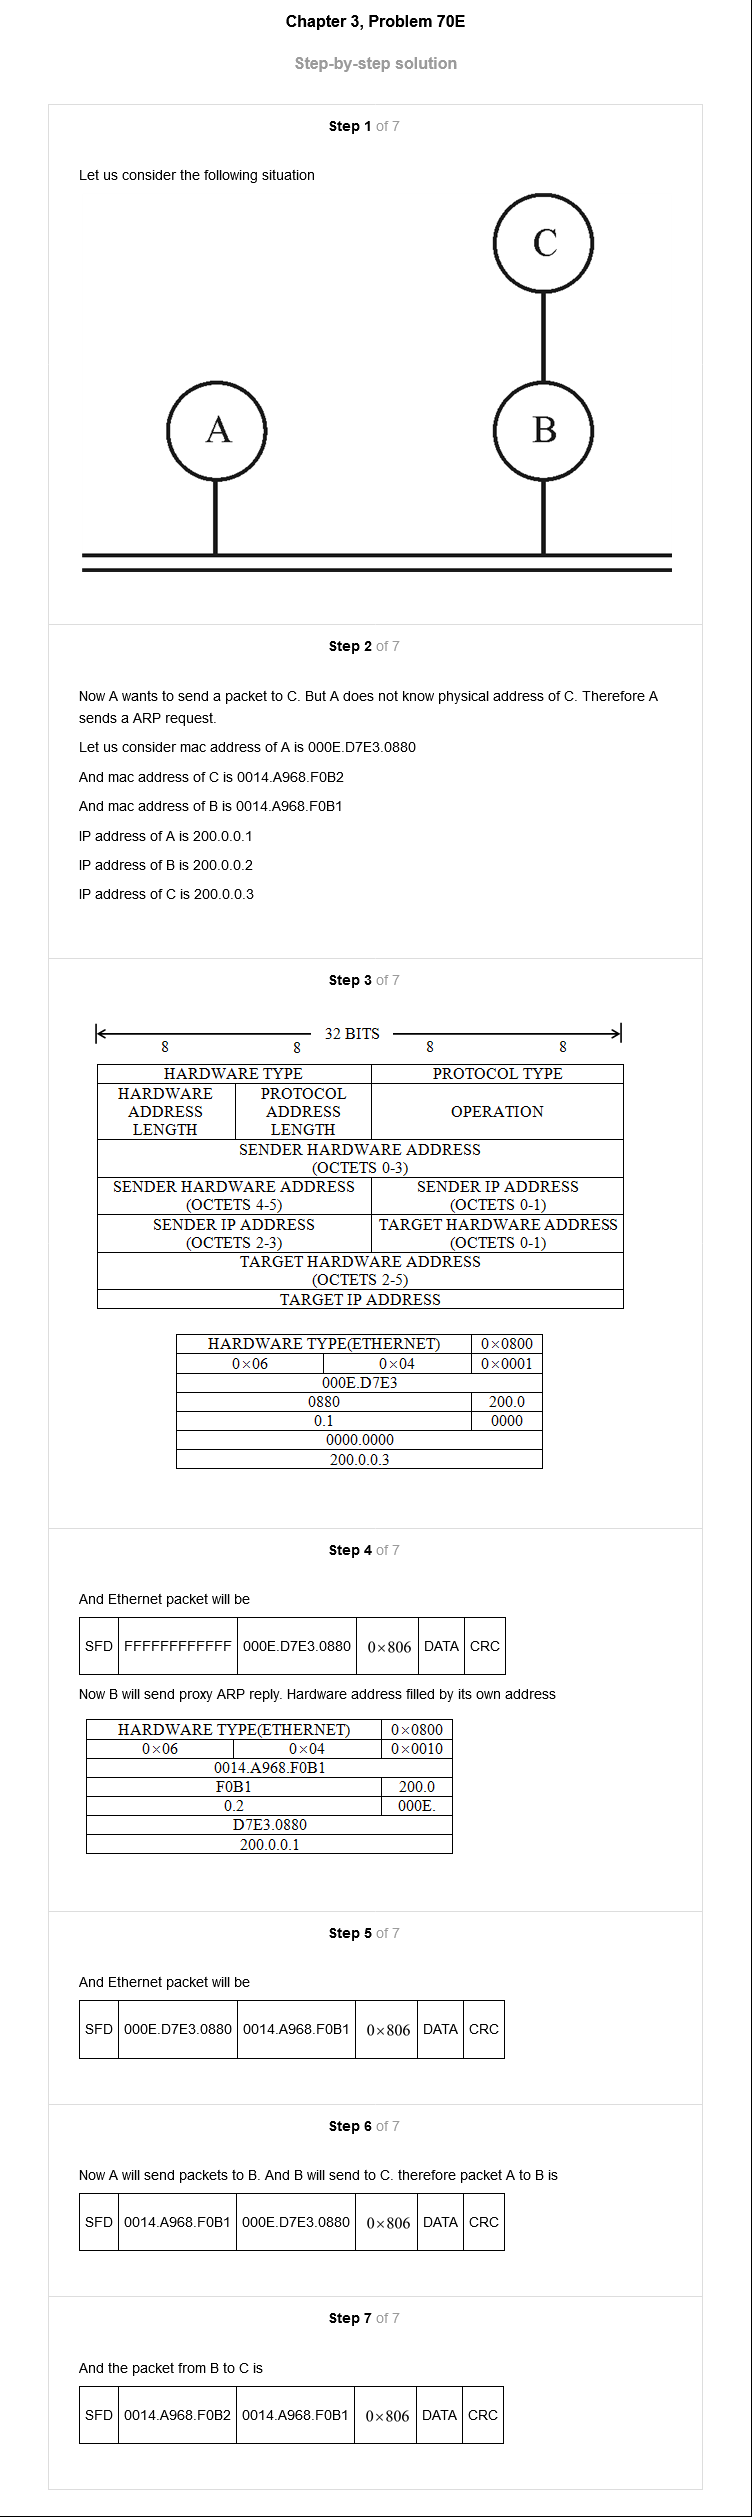 Chapter 3, Problem 70E
Step-by-step solution
Step 1 of 7
Let us consider the following situation
C
A
B
Step 2 of 7
Now A wants to send a packet to C. But A does not know physical address of C. Therefore A
sends a ARP request.
Let us consider mac address of A is 000E.D7E3.0880
And mac address of C is 0014.A968.F0B2
And mac address of B is 0014.A968.F0B1
IP address of A is 200.0.0.1
IP address of B is 200.0.0.2
IP address of C is 200.0.0.3
Step 3 of 7
32 BITS
8 8 8 8
HARDWARE TYPE PROTOCOL TYPE
HARDWARE PROTOCOL
ADDRESS ADDRESS OPERATION
LENGTH LENGTH
SENDER HARDWARE ADDRESS
(OCTETS 0-3)
SENDER HARDWARE ADDRESS SENDER IP ADDRESS
(OCTETS 4-5) (OCTETS 0-1)
SENDER IP ADDRESS TARGET HARDWARE ADDRESS
(OCTETS 2-3) (OCTETS 0-1)
TARGET HARDWARE ADDRESS
(OCTETS 2-5)
TARGET IP ADDRESS
HARDWARE TYPE(ETHERNET) 0×0800
0×06 0×04 0×0001
000E.D7E3
0880 200.0
0.1 0000
0000.0000
200.0.0.3
Step 4 of 7
And Ethernet packet will be
SFD FFFFFFFFFFFF 000E.D7E3.0880 0×806 DATA CRC
Now B will send proxy ARP reply. Hardware address filled by its own address
HARDWARE TYPE(ETHERNET) 0×0800
0×06 0×04 0×0010
0014.A968.F0B1
F0B1 200.0
0.2 000E.
D7E3.0880
200.0.0.1
Step 5 of 7
And Ethernet packet will be
SFD 000E.D7E3.0880 0014.A968.F0B1 0×806 DATA CRC
Step 6 of 7
Now A will send packets to B. And B will send to C. therefore packet A to B is
SFD 0014.A968.F0B1 000E.D7E3.0880 0×806 DATA CRC
Step 7 of 7
And the packet from B to C is
SFD 0014.A968.F0B2 0014.A968.F0B1 0×806 DATA CRC